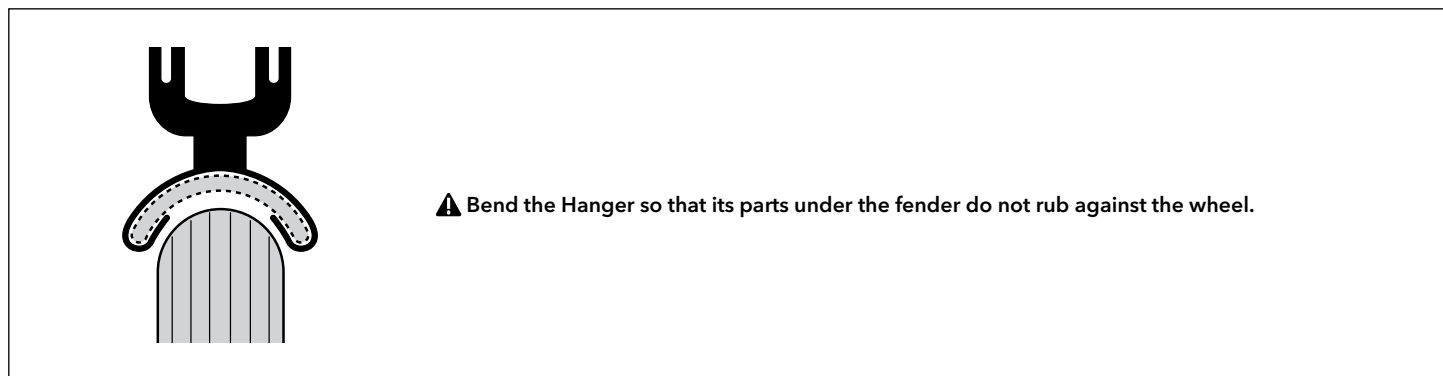 ⚠ Bend the Hanger so that its parts under the fender do not rub against the wheel.